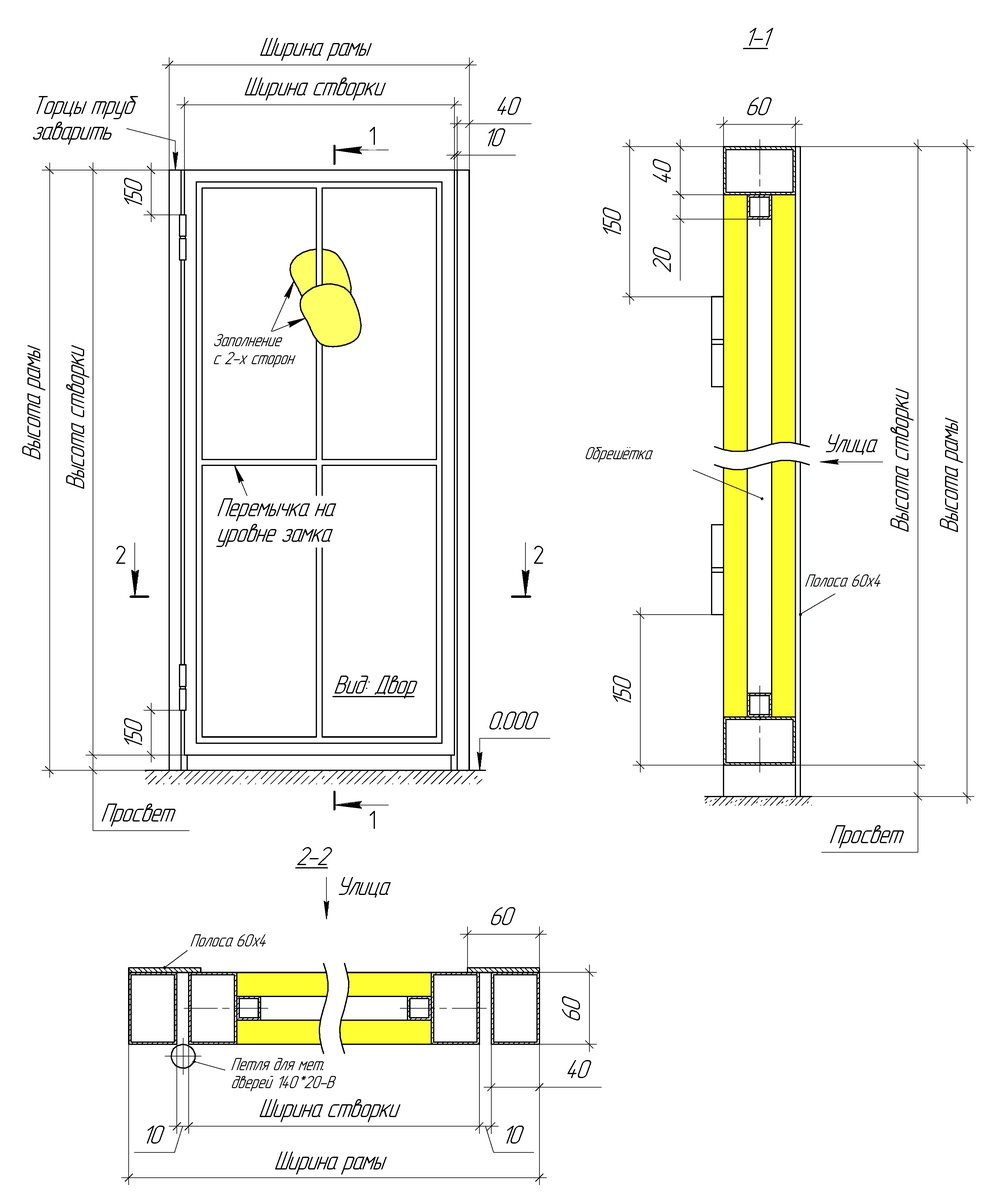 Ширина рамы
Ширина створки
Торцы труб
заварить
40
10
1
150
Заполнение
с 2-х сторон
Высота рамы
Высота створки
Перемычка на
уровне замка
2
2
Вид: Двор
150
0.000
Просвет
1
1-1
60
40
150
20
Обрешётка
Улица
Высота створки
Высота рамы
Полоса 60х4
150
Просвет
2-2
Улица
Полоса 60х4
60
60
Петля для мет.
дверей 140*20-В
40
Ширина створки
10
10
Ширина рамы